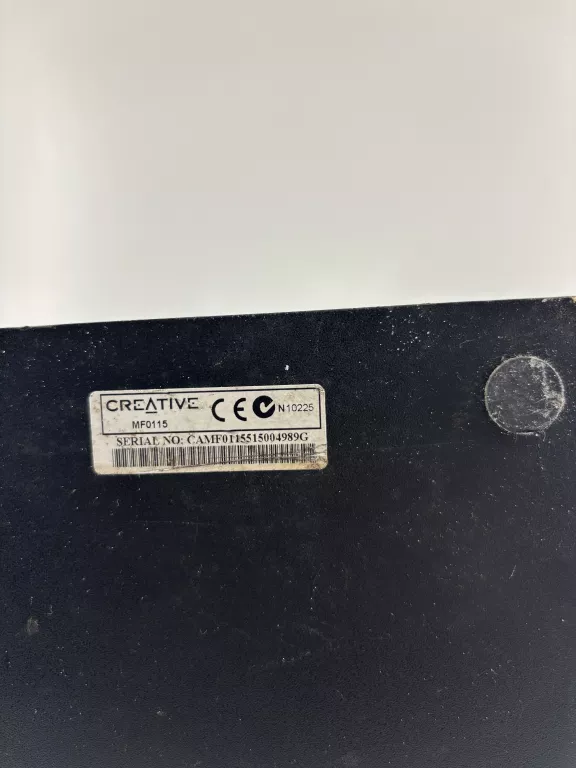 CREATIVE
MF0115
CE N10225
SERIAL NO: CAMF0115515004989G